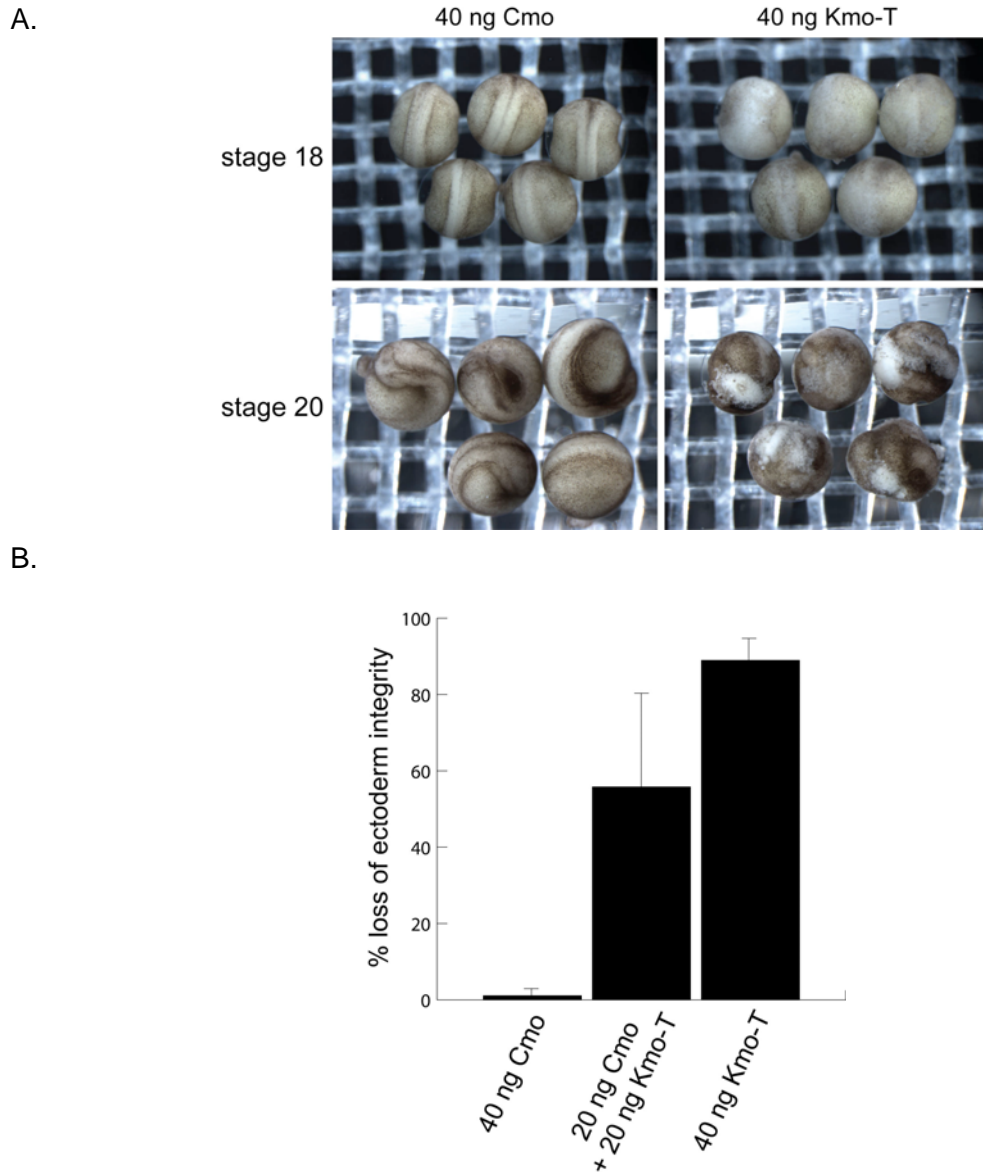 A.
40 ng Cmo
40 ng Kmo-T
stage 18
stage 20
B.
% loss of ectoderm integrity
100
80
60
40
20
0
40 ng Cmo
20 ng Cmo
+ 20 ng Kmo-T
40 ng Kmo-T